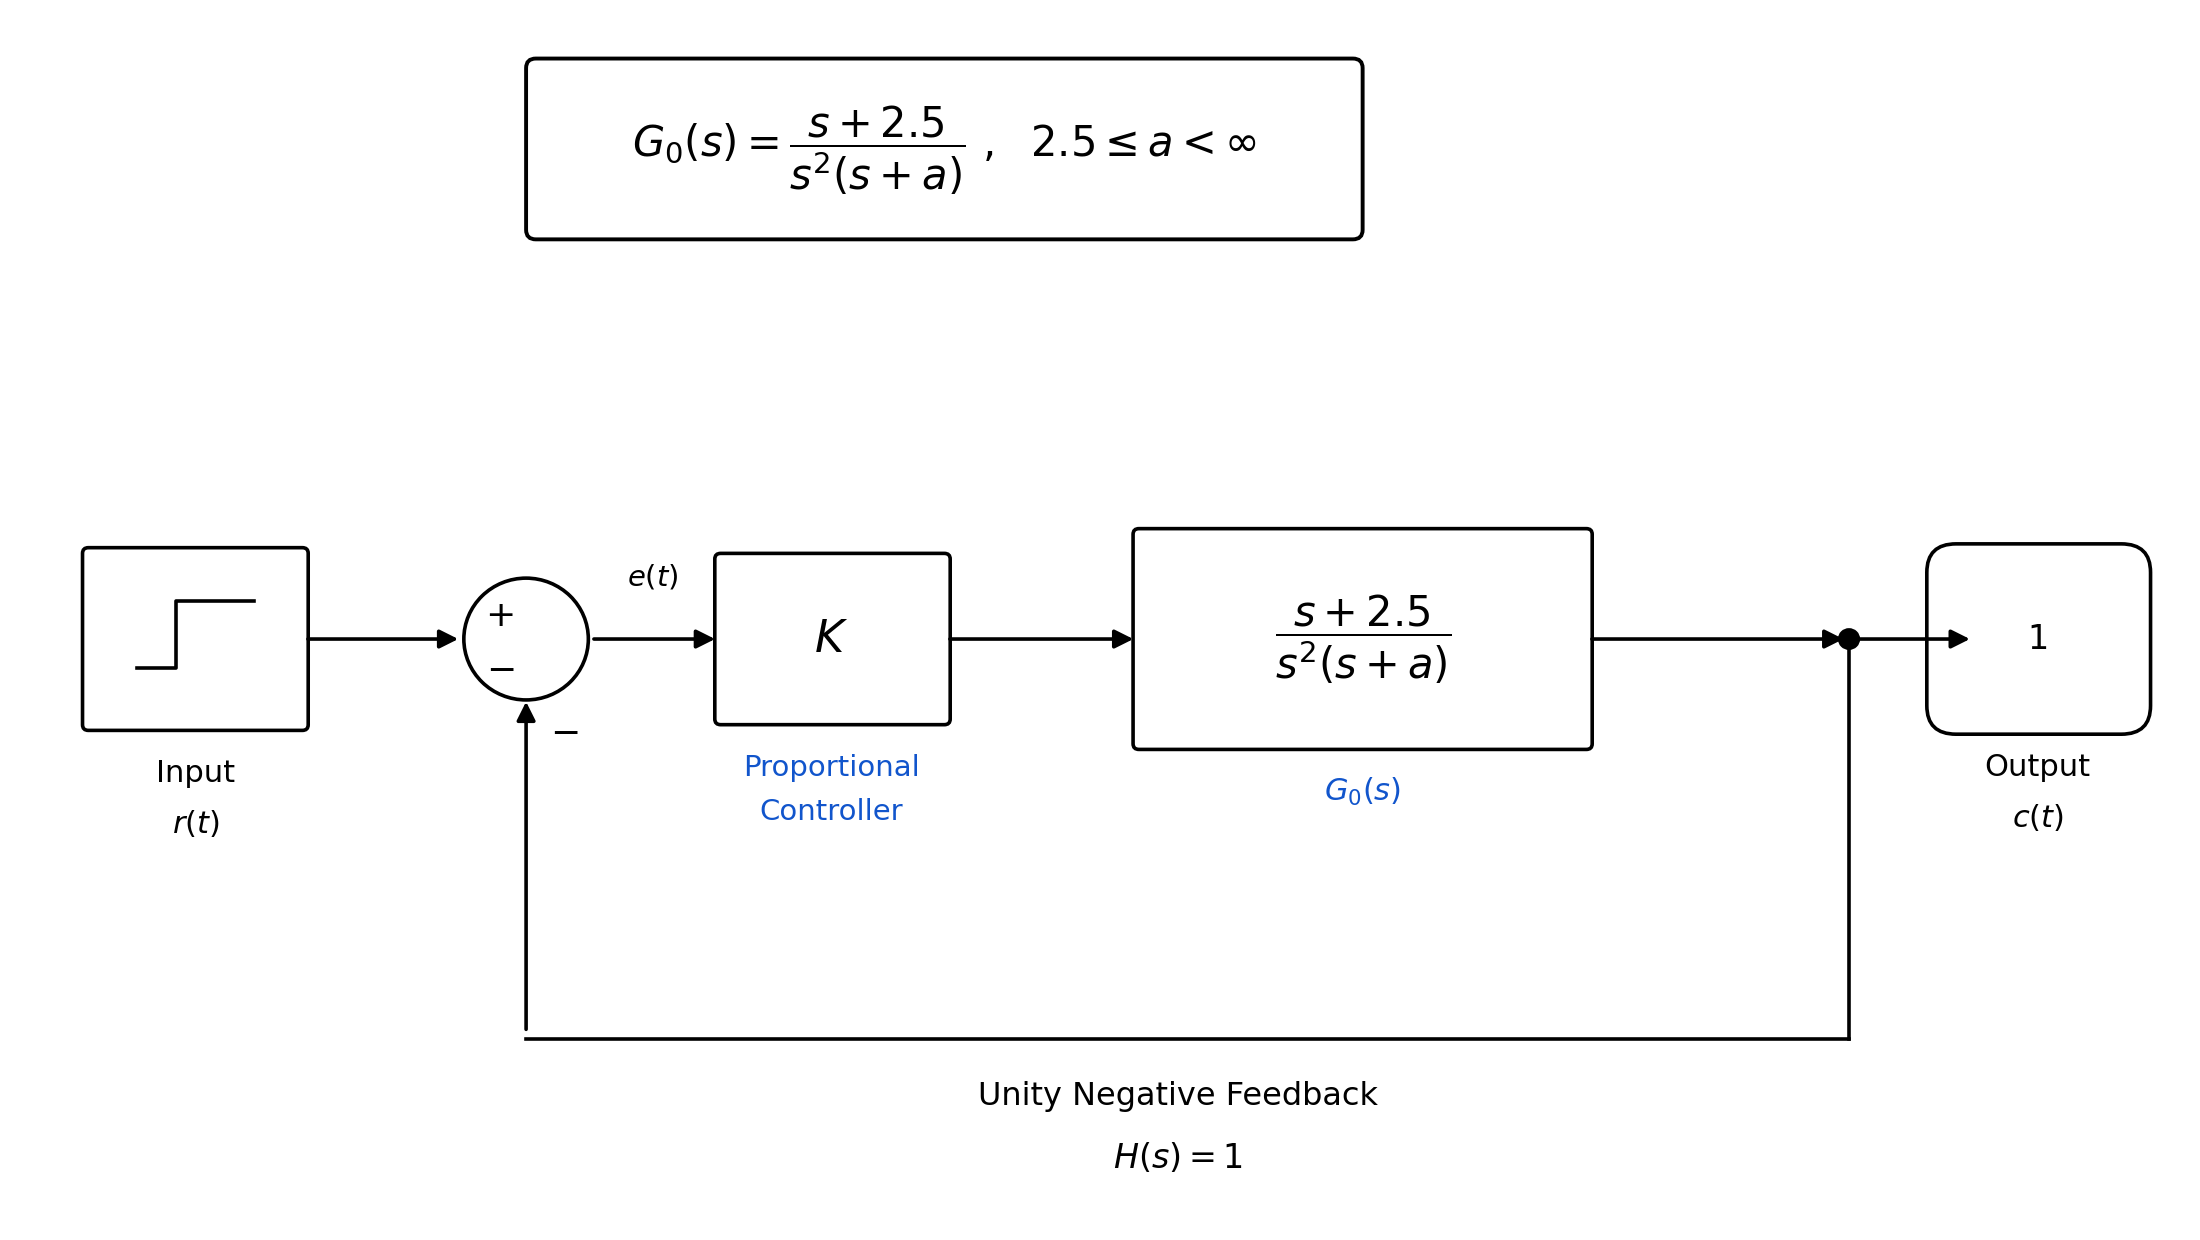 G₀(s) = (s + 2.5) / (s²(s + a)) , 2.5 ≤ a < ∞
+
−
−
e(t)
K
(s + 2.5) / (s²(s + a))
1
Input
r(t)
Proportional
Controller
G₀(s)
Output
c(t)
Unity Negative Feedback
H(s) = 1